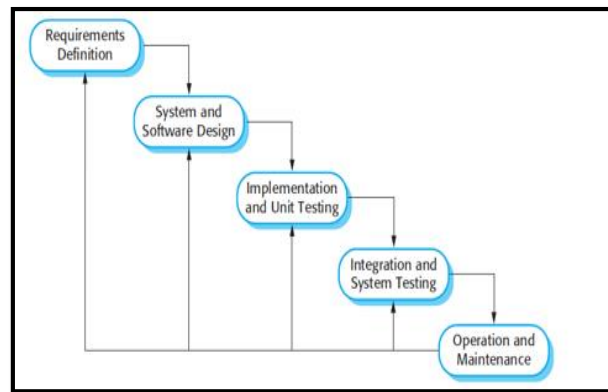 Requirements
Definition
System and
Software Design
Implementation
and Unit Testing
Integration and
System Testing
Operation and
Maintenance